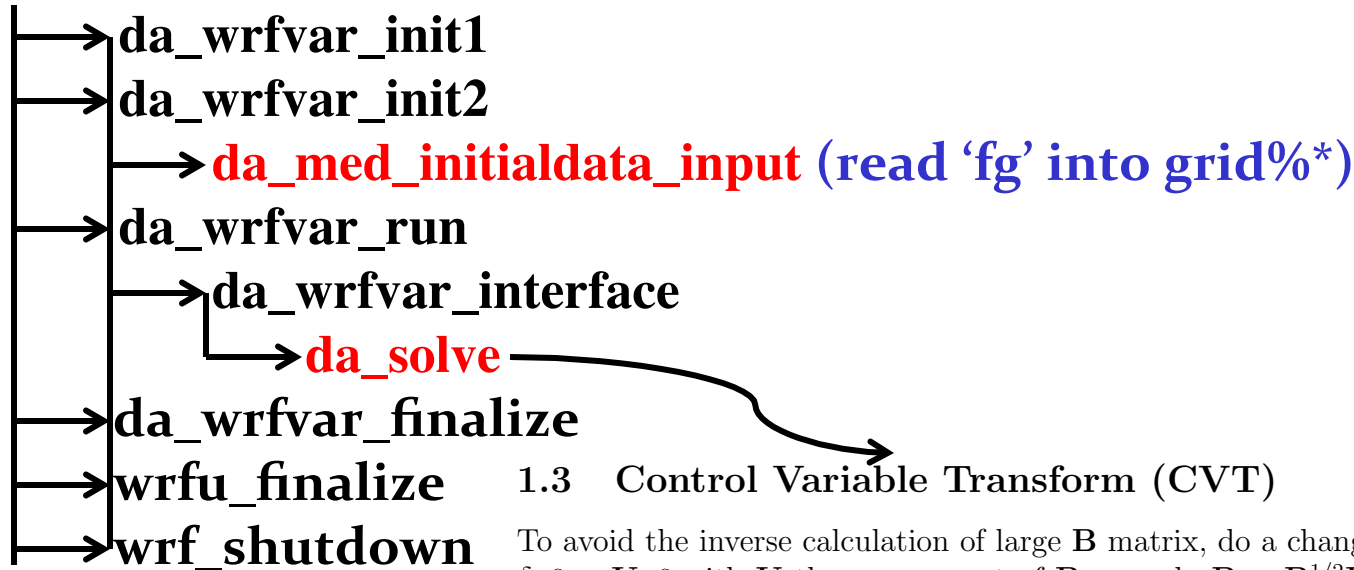 da_wrfvar_init1
da_wrfvar_init2
da_med_initialdata_input (read ‘fg’ into grid%*)
da_wrfvar_run
da_wrfvar_interface
da_solve
da_wrfvar_finalize
wrfu_finalize
wrf_shutdown
1.3 Control Variable Transform (CVT)
To avoid the inverse calculation of large B matrix, do a chang